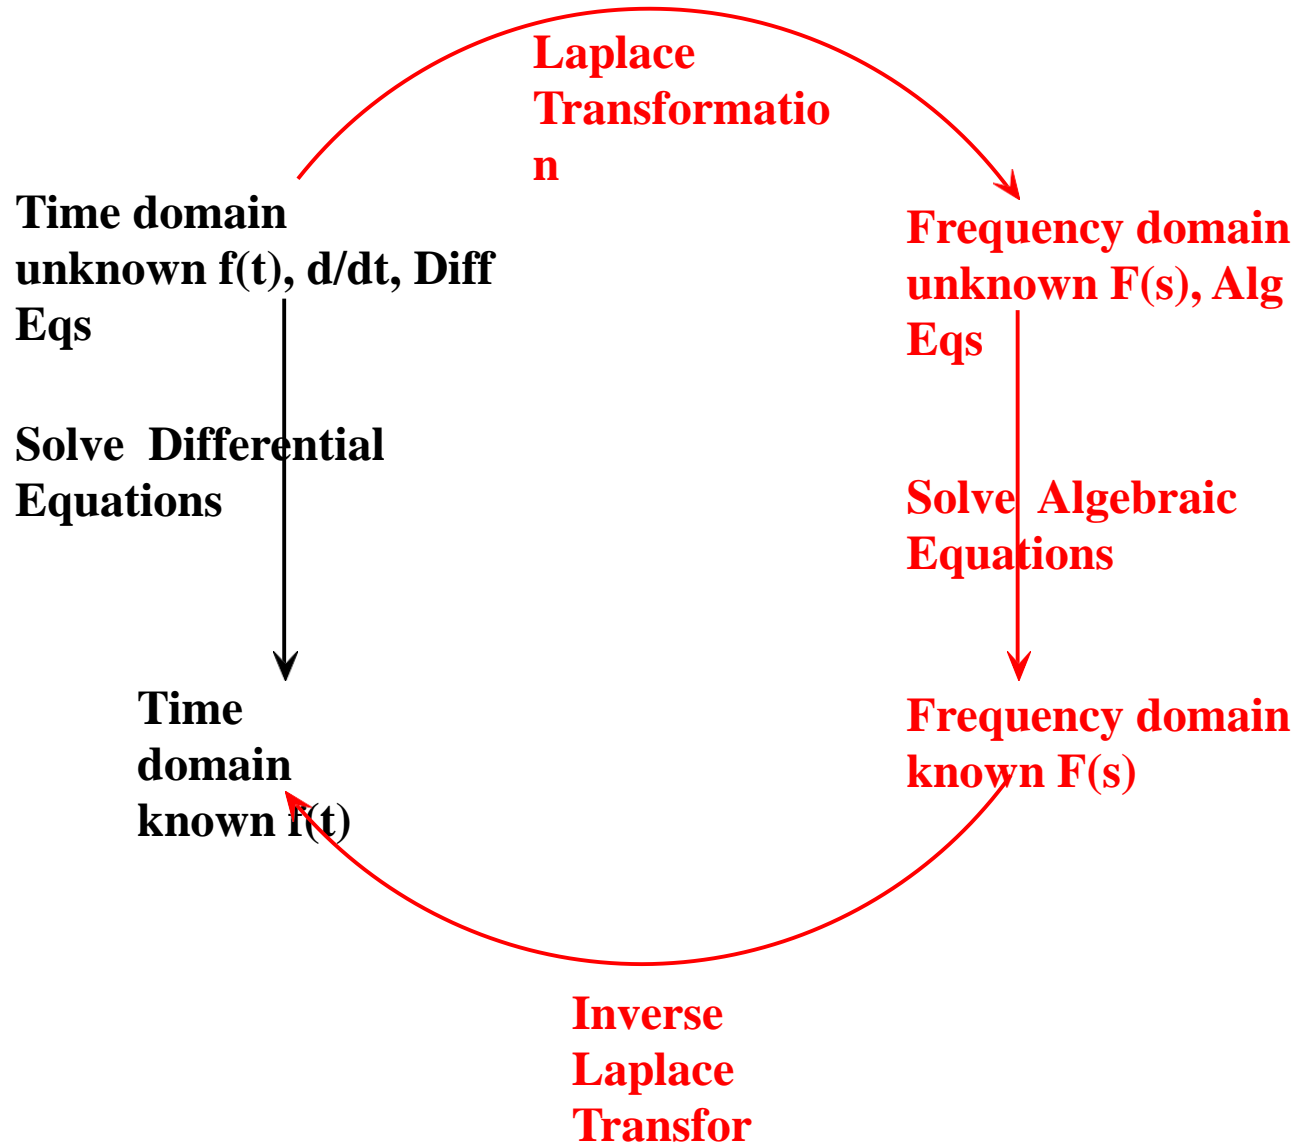 Laplace
Transformatio
n
Time domain
unknown f(t), d/dt, Diff
Eqs
Frequency domain
unknown F(s), Alg
Eqs
Solve  Differential
Equations
Solve  Algebraic
Equations
Time
domain
known f(t)
Frequency domain
known F(s)
Inverse
Laplace
Transfor